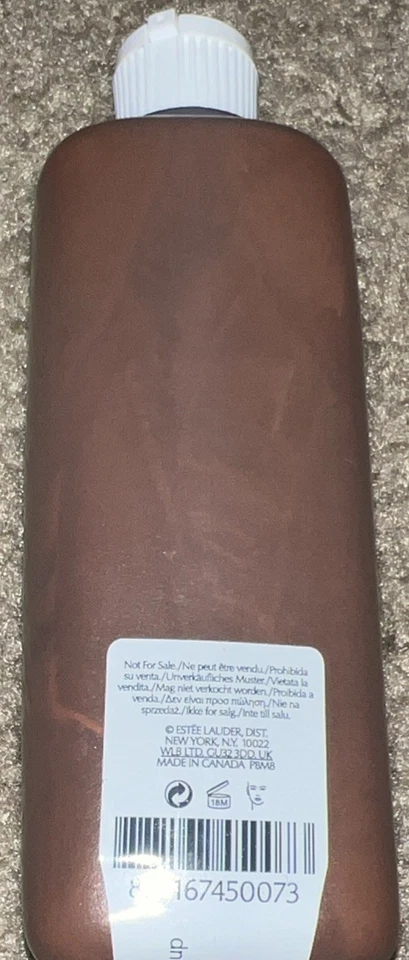 Not For Sale./Ne peut être vendu./Prohibida
su venta./Unverkäufliches Muster./Vietata la
vendita./Mag niet verkocht worden./Proibida a
venda./Δεν είναι προσ πώληση./Nie na
sprzedaż./Ikke for salg./Inte till salu.
© ESTÉE LAUDER, DIST.
NEW YORK, N.Y. 10022
WLB LTD. GU32 3DD. UK
MADE IN CANADA PBM8
18M
167450073